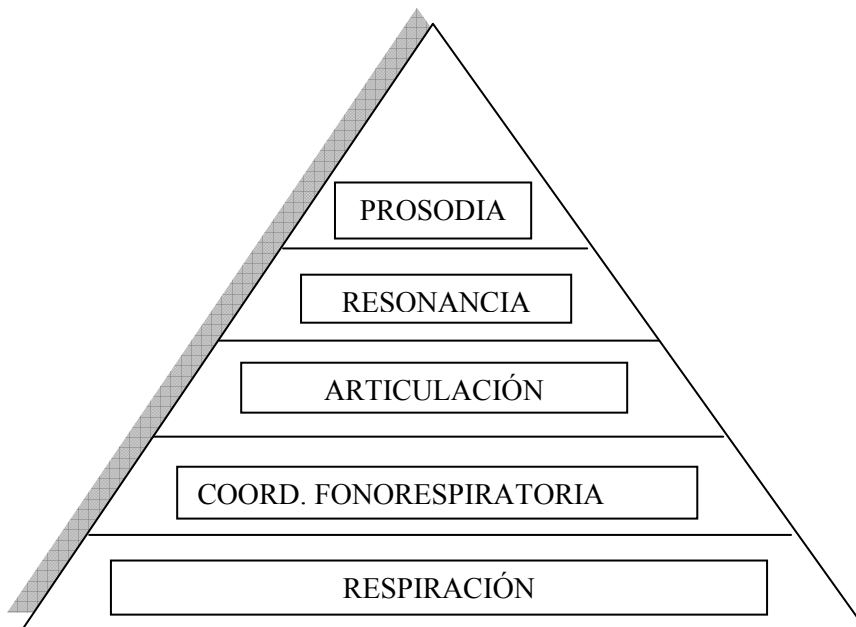 PROSODIA
RESONANCIA
ARTICULACIÓN
COORD. FONORESPIRATORIA
RESPIRACIÓN